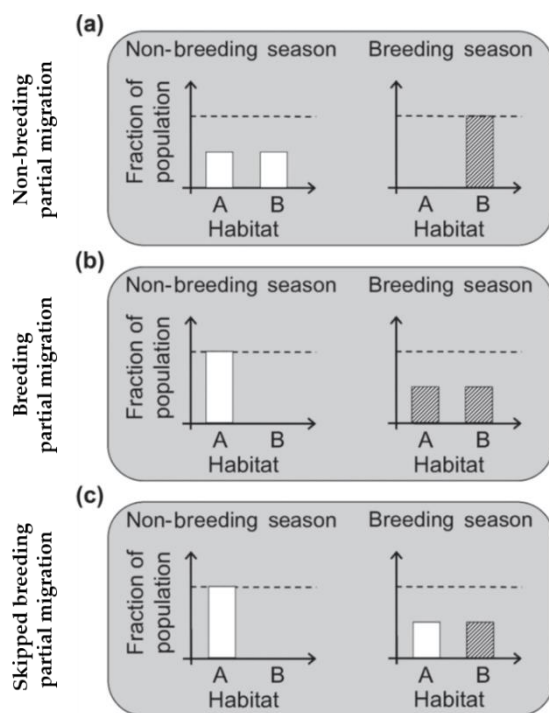 (a)
Non-breeding
partial migration
Non-breeding season
Breeding season
Fraction of
population
A B
Habitat
A B
Habitat
(b)
Breeding
partial migration
Non-breeding season
Breeding season
Fraction of
population
A B
Habitat
A B
Habitat
(c)
Skipped breeding
partial migration
Non-breeding season
Breeding season
Fraction of
population
A B
Habitat
A B
Habitat